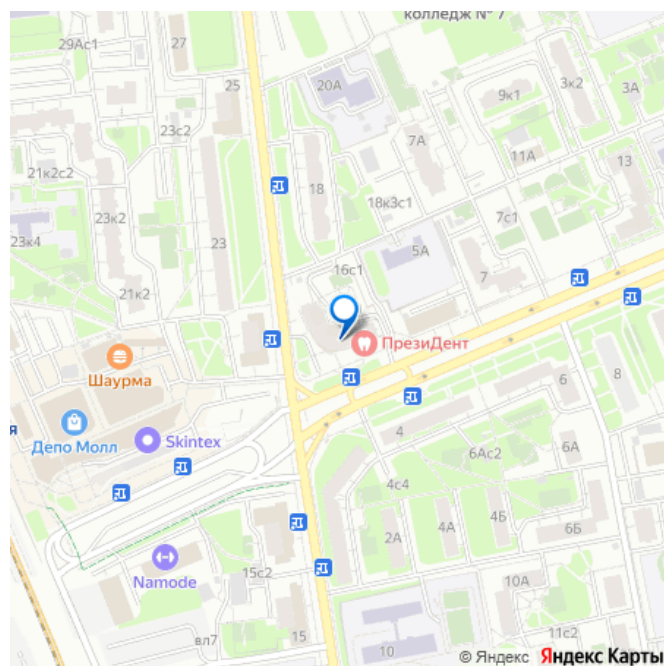 колледж № 7
29Ас1
27
25
20А
3к2
9к1
3А
23с2
7А
11А
13
21к2с2
18
18к3с1
23к2
7с1
23к4
23
5А
16с1
7
21к2
ПрезиДент
Шаурма
6
8
я
Депо Молл
Skintex
4
6Ас2
6А
4с4
2А
4А
4Б
6Б
Namode
15с2
10А
вл7
15
10
11с2
© Яндекс Яндекс Карты